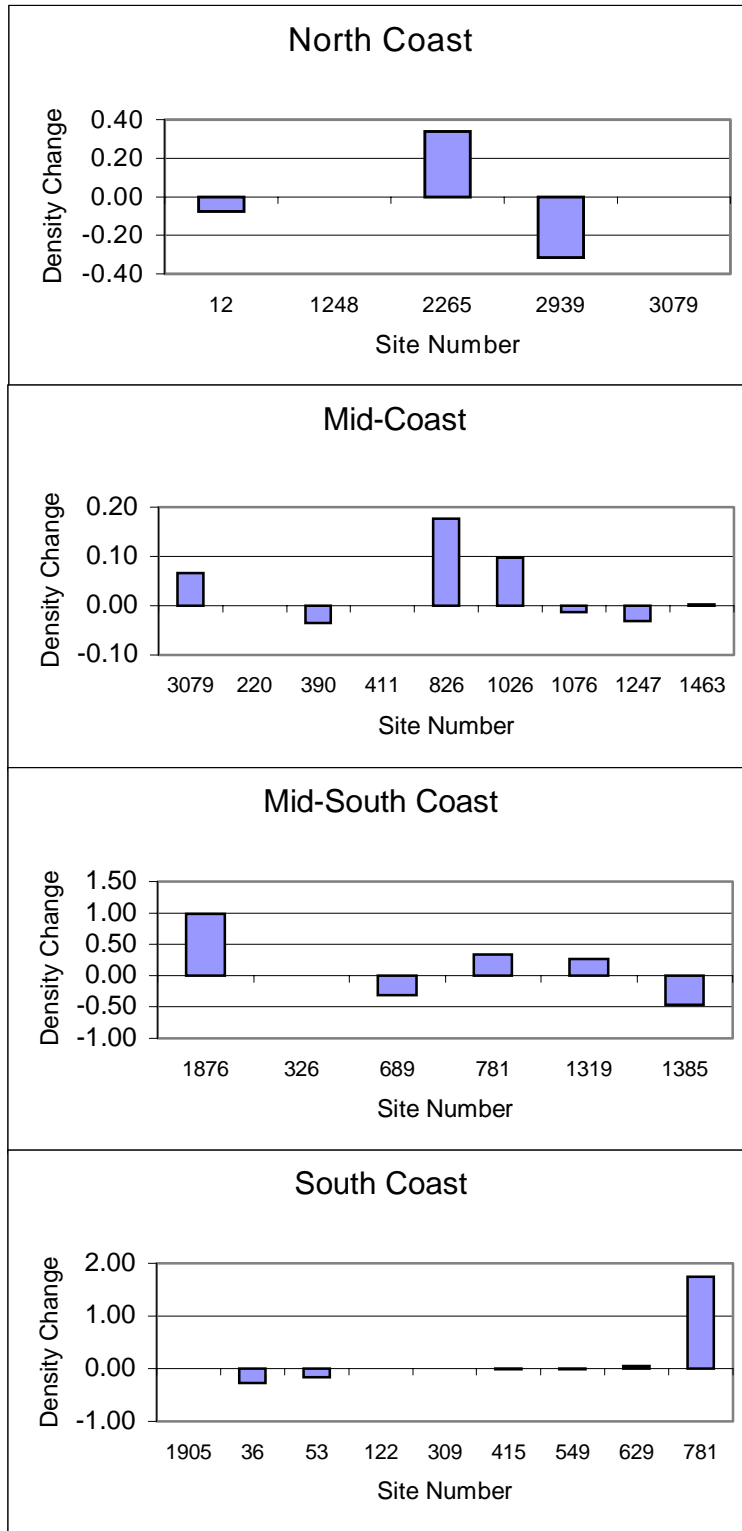 North Coast
Density Change
0.40
0.20
0.00
-0.20
-0.40
12 1248 2265 2939 3079
Site Number
Mid-Coast
Density Change
0.20
0.10
0.00
-0.10
3079 220 390 411 826 1026 1076 1247 1463
Site Number
Mid-South Coast
Density Change
1.50
1.00
0.50
0.00
-0.50
-1.00
1876 326 689 781 1319 1385
Site Number
South Coast
Density Change
2.00
1.00
0.00
-1.00
1905 36 53 122 309 415 549 629 781
Site Number